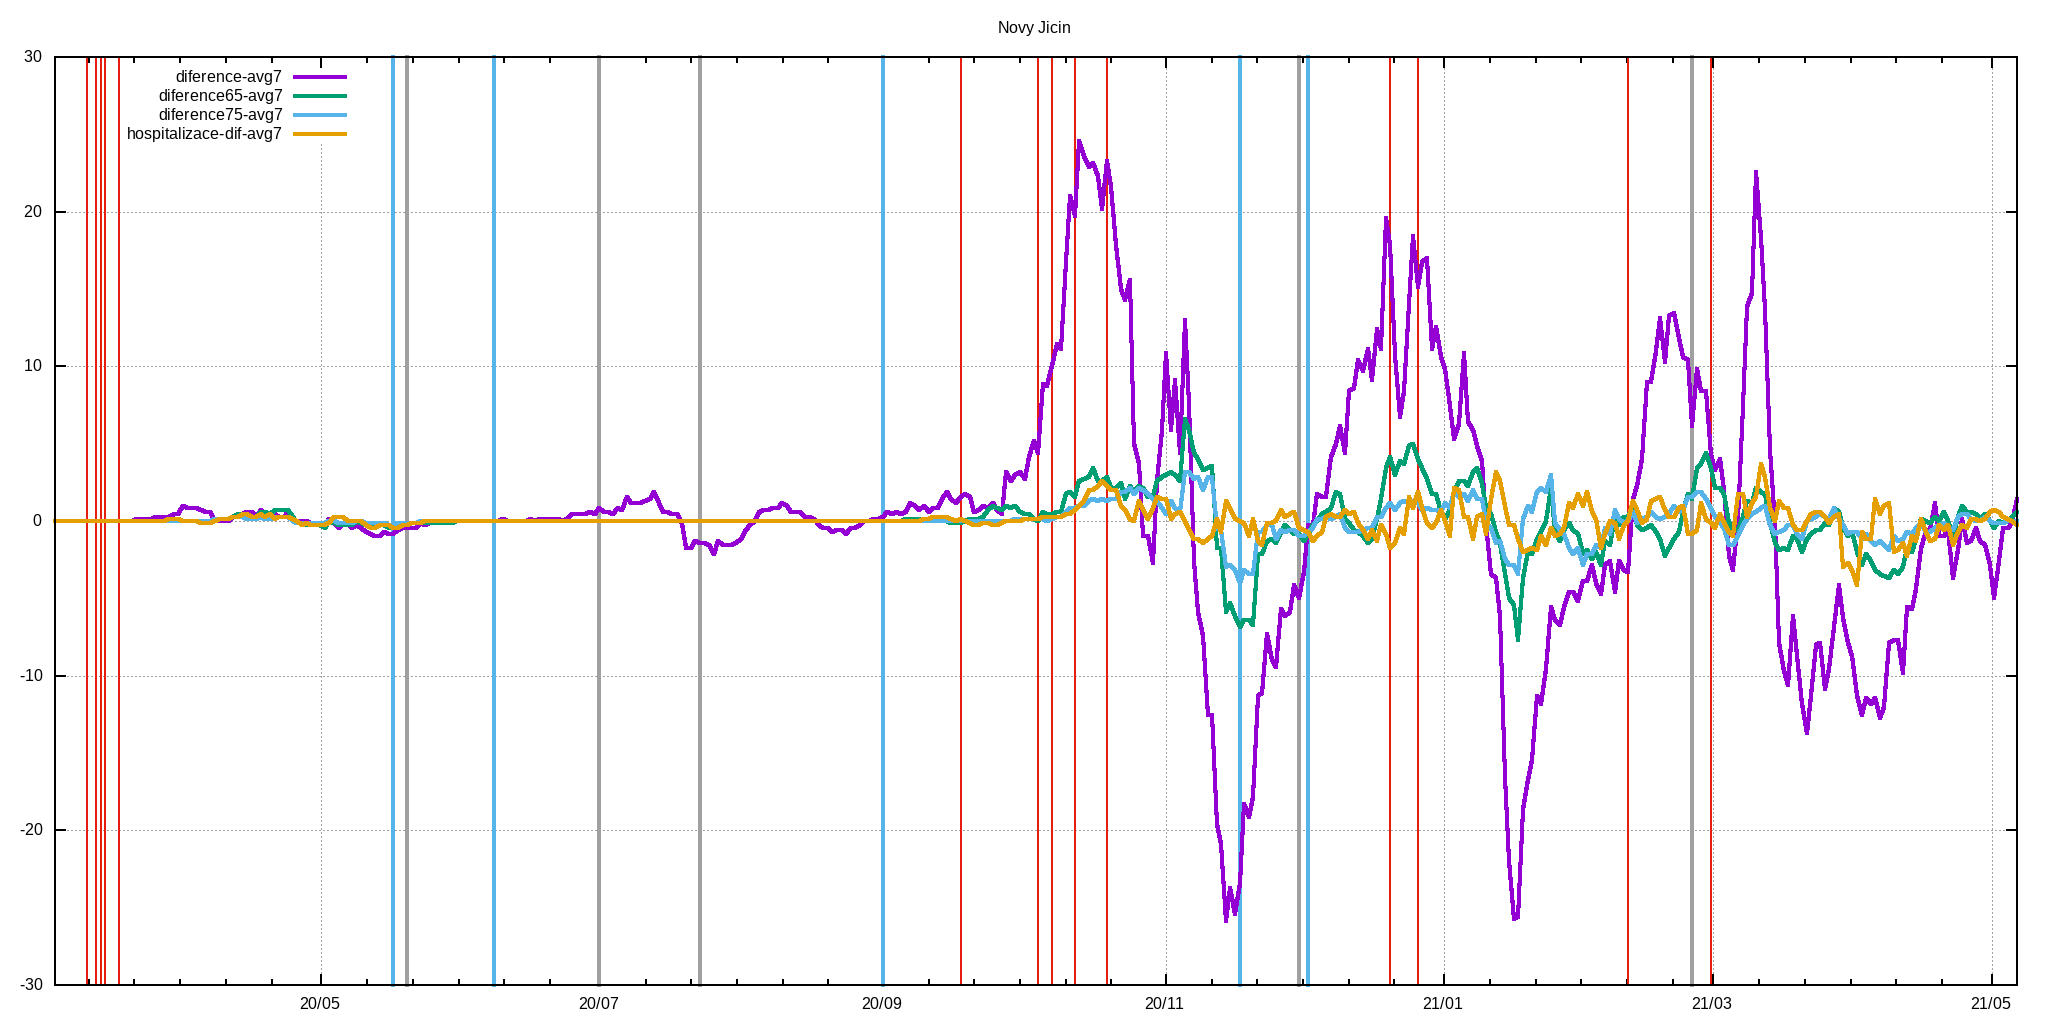 Novy Jicin
30
20
10
0
-10
-20
-30
diference-avg7
diference65-avg7
diference75-avg7
hospitalizace-dif-avg7
20/05
20/07
20/09
20/11
21/01
21/03
21/05